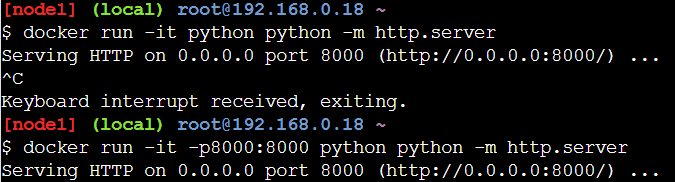 [node1] (local) root@192.168.0.18 ~
$ docker run -it python python -m http.server
Serving HTTP on 0.0.0.0 port 8000 (http://0.0.0.0:8000/) ...
^C
Keyboard interrupt received, exiting.
[node1] (local) root@192.168.0.18 ~
$ docker run -it -p8000:8000 python python -m http.server
Serving HTTP on 0.0.0.0 port 8000 (http://0.0.0.0:8000/) ...